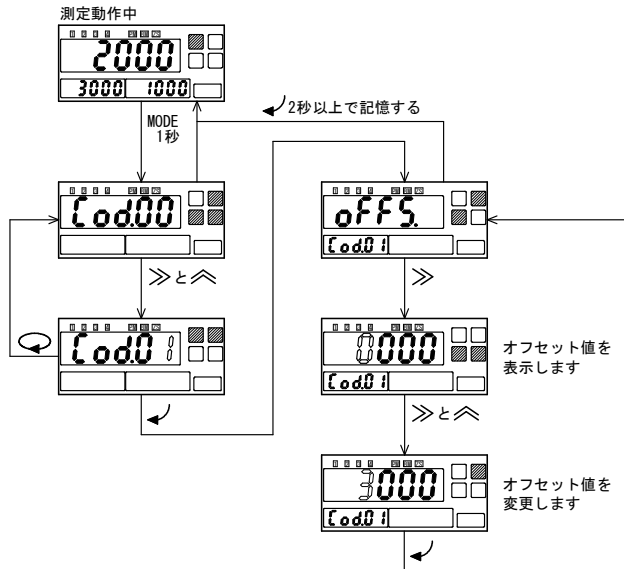 測定動作中
2000
3000 1000
2秒以上で記憶する
MODE
1秒
Cod.00
oFFS.
Cod.01
≫と︽
≫
Cod.01
0000
Cod.01
オフセット値を
表示します
≫と︽
3000
Cod.01
オフセット値を
変更します